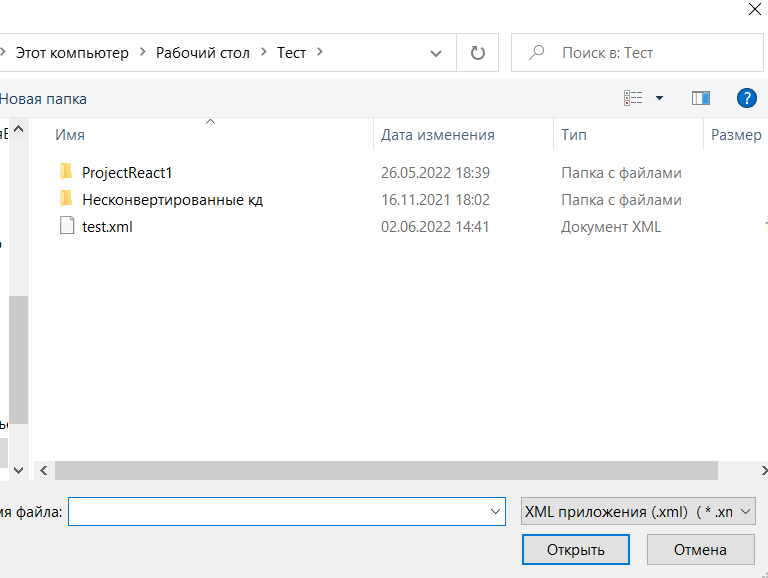 Этот компьютер > Рабочий стол > Тест >
Поиск в: Тест
Новая папка
?
Имя Дата изменения Тип Размер
ProjectReact1 26.05.2022 18:39 Папка с файлами
Несконвертированные кд 16.11.2021 18:02 Папка с файлами
test.xml 02.06.2022 14:41 Документ XML
файла:
XML приложения (.xml) (*.xm
Открыть Отмена